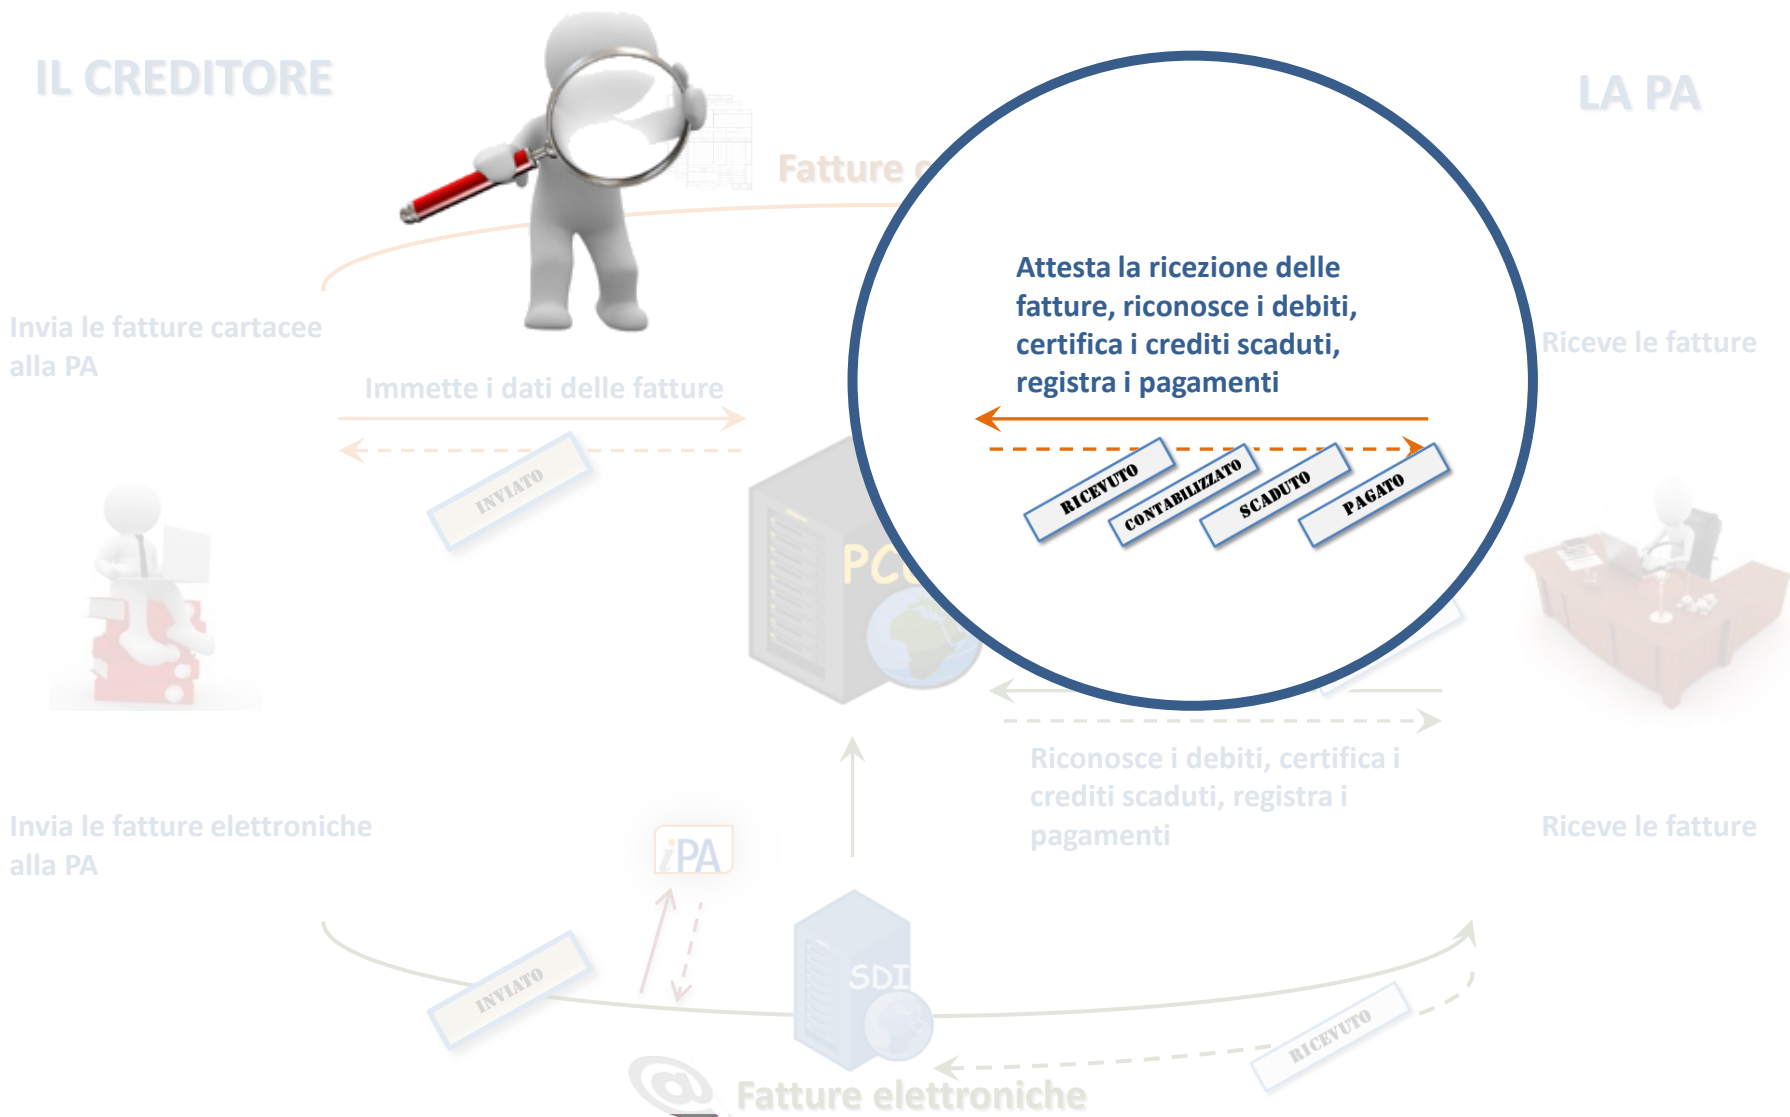 IL CREDITORE
LA PA
Fatture
Attesta la ricezione delle
fatture, riconosce i debiti,
certifica i crediti scaduti,
registra i pagamenti
Invia le fatture cartacee
alla PA
Riceve le fatture
Immette i dati delle fatture
INVIATO
RICEVUTO
CONTABILIZZATO
SCADUTO
PAGATO
Riconosce i debiti, certifica i
crediti scaduti, registra i
pagamenti
Invia le fatture elettroniche
alla PA
iPA
Riceve le fatture
INVIATO
SDI
RICEVUTO
Fatture elettroniche